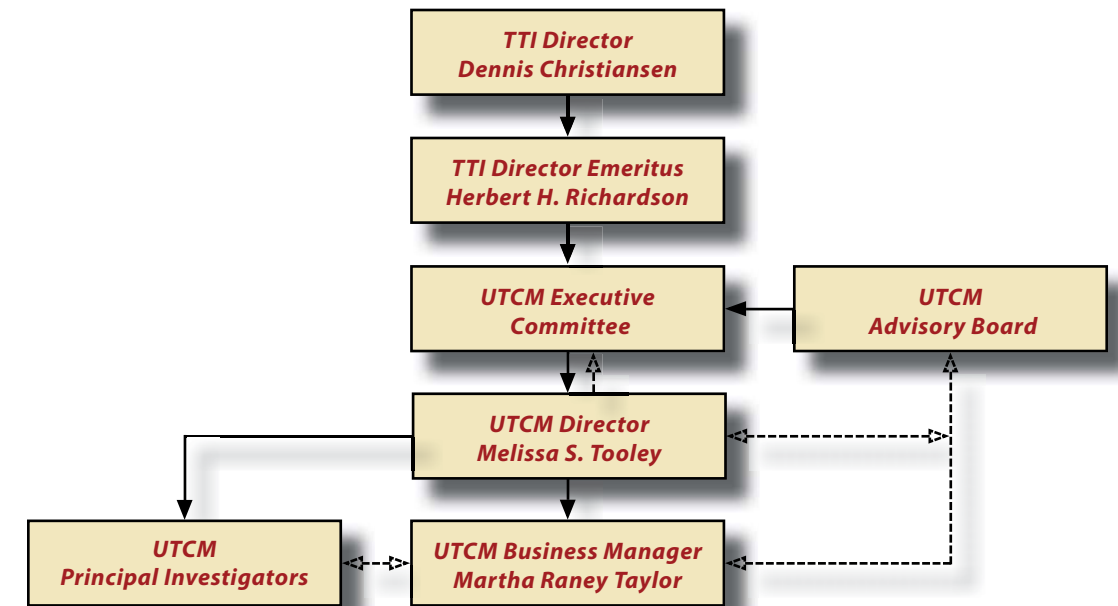 TTI Director
Dennis Christiansen
TTI Director Emeritus
Herbert H. Richardson
UTCM Executive
Committee
UTCM
Advisory Board
UTCM Director
Melissa S. Tooley
UTCM
Principal Investigators
UTCM Business Manager
Martha Raney Taylor